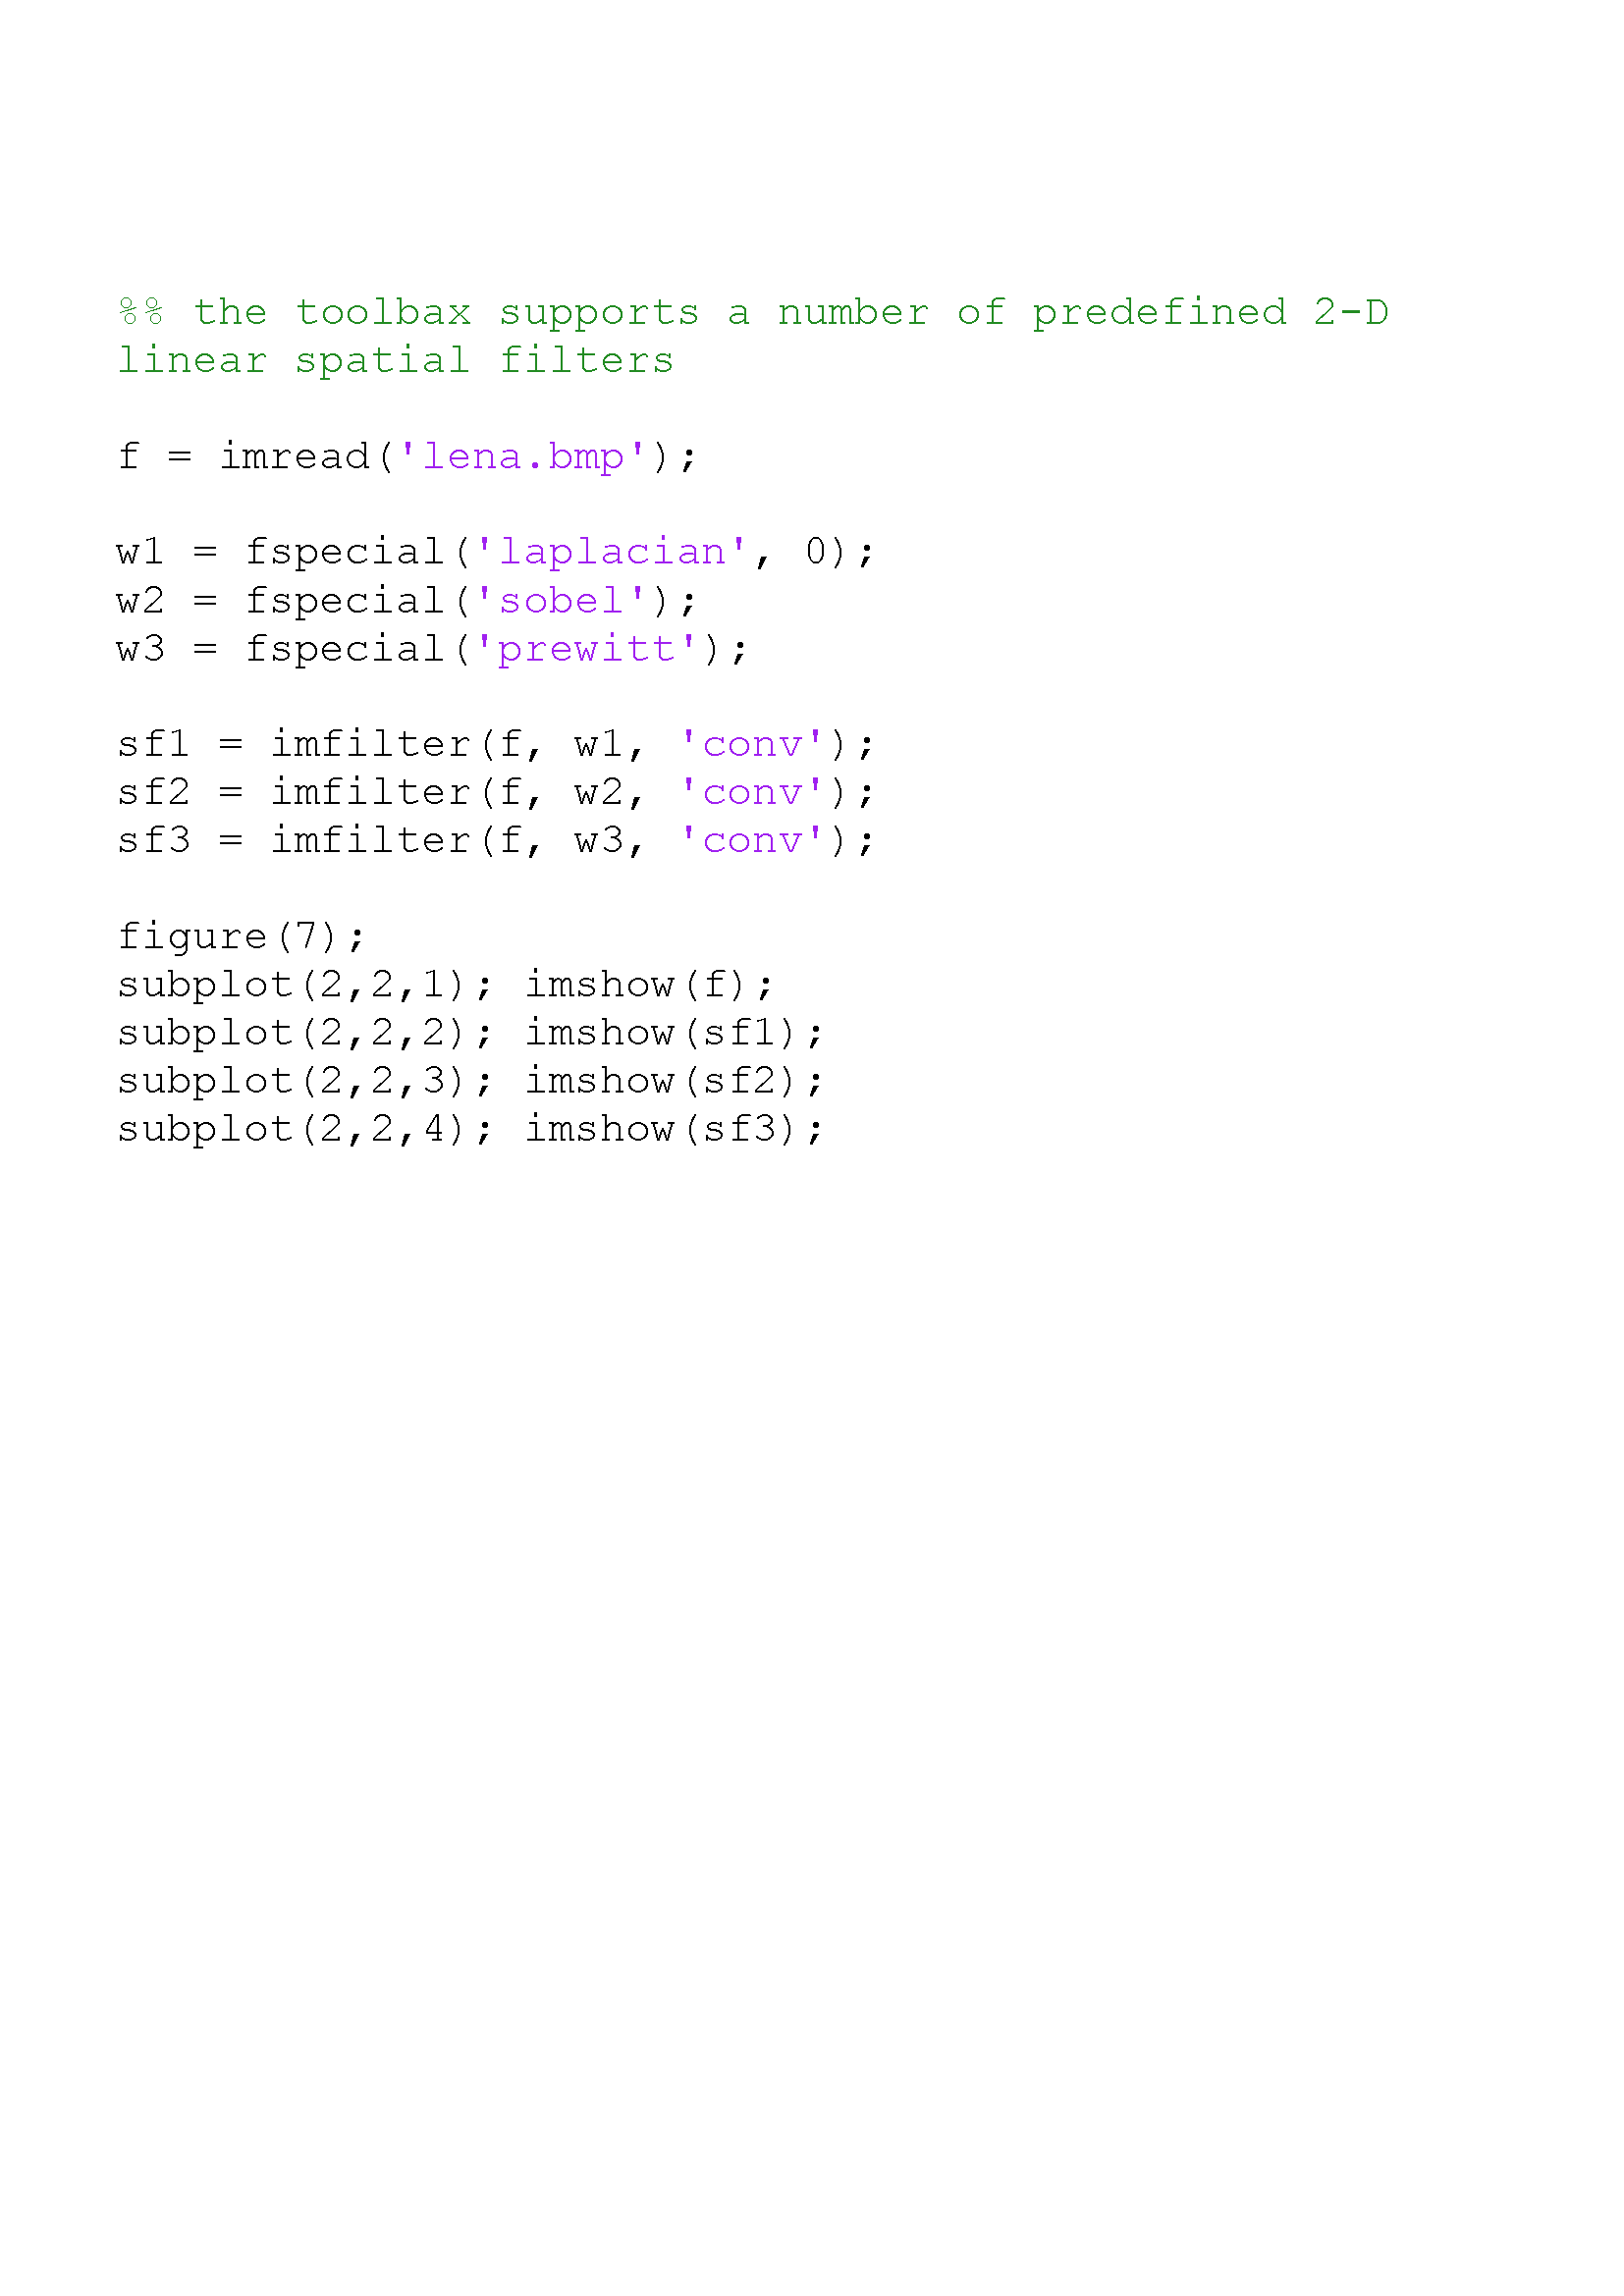 %% the toolbax supports a number of predefined 2-D
linear spatial filters
f = imread('lena.bmp');
w1 = fspecial('laplacian', 0);
w2 = fspecial('sobel');
w3 = fspecial('prewitt');
sf1 = imfilter(f, w1, 'conv');
sf2 = imfilter(f, w2, 'conv');
sf3 = imfilter(f, w3, 'conv');
figure(7);
subplot(2,2,1); imshow(f);
subplot(2,2,2); imshow(sf1);
subplot(2,2,3); imshow(sf2);
subplot(2,2,4); imshow(sf3);